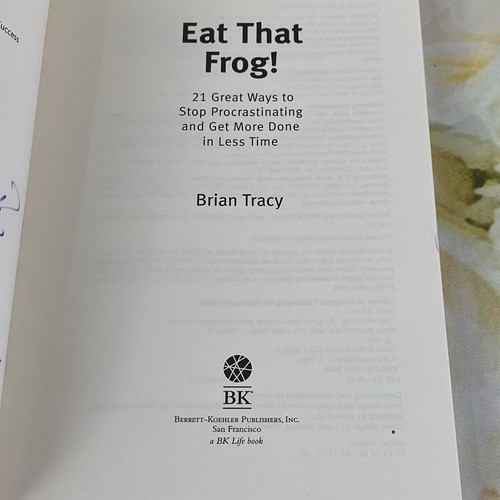 uccess
Eat That
Frog!
21 Great Ways to
Stop Procrastinating
and Get More Done
in Less Time
Brian Tracy
BK
BERRETT-KOEHLER PUBLISHERS, INC.
San Francisco
a BK Life book